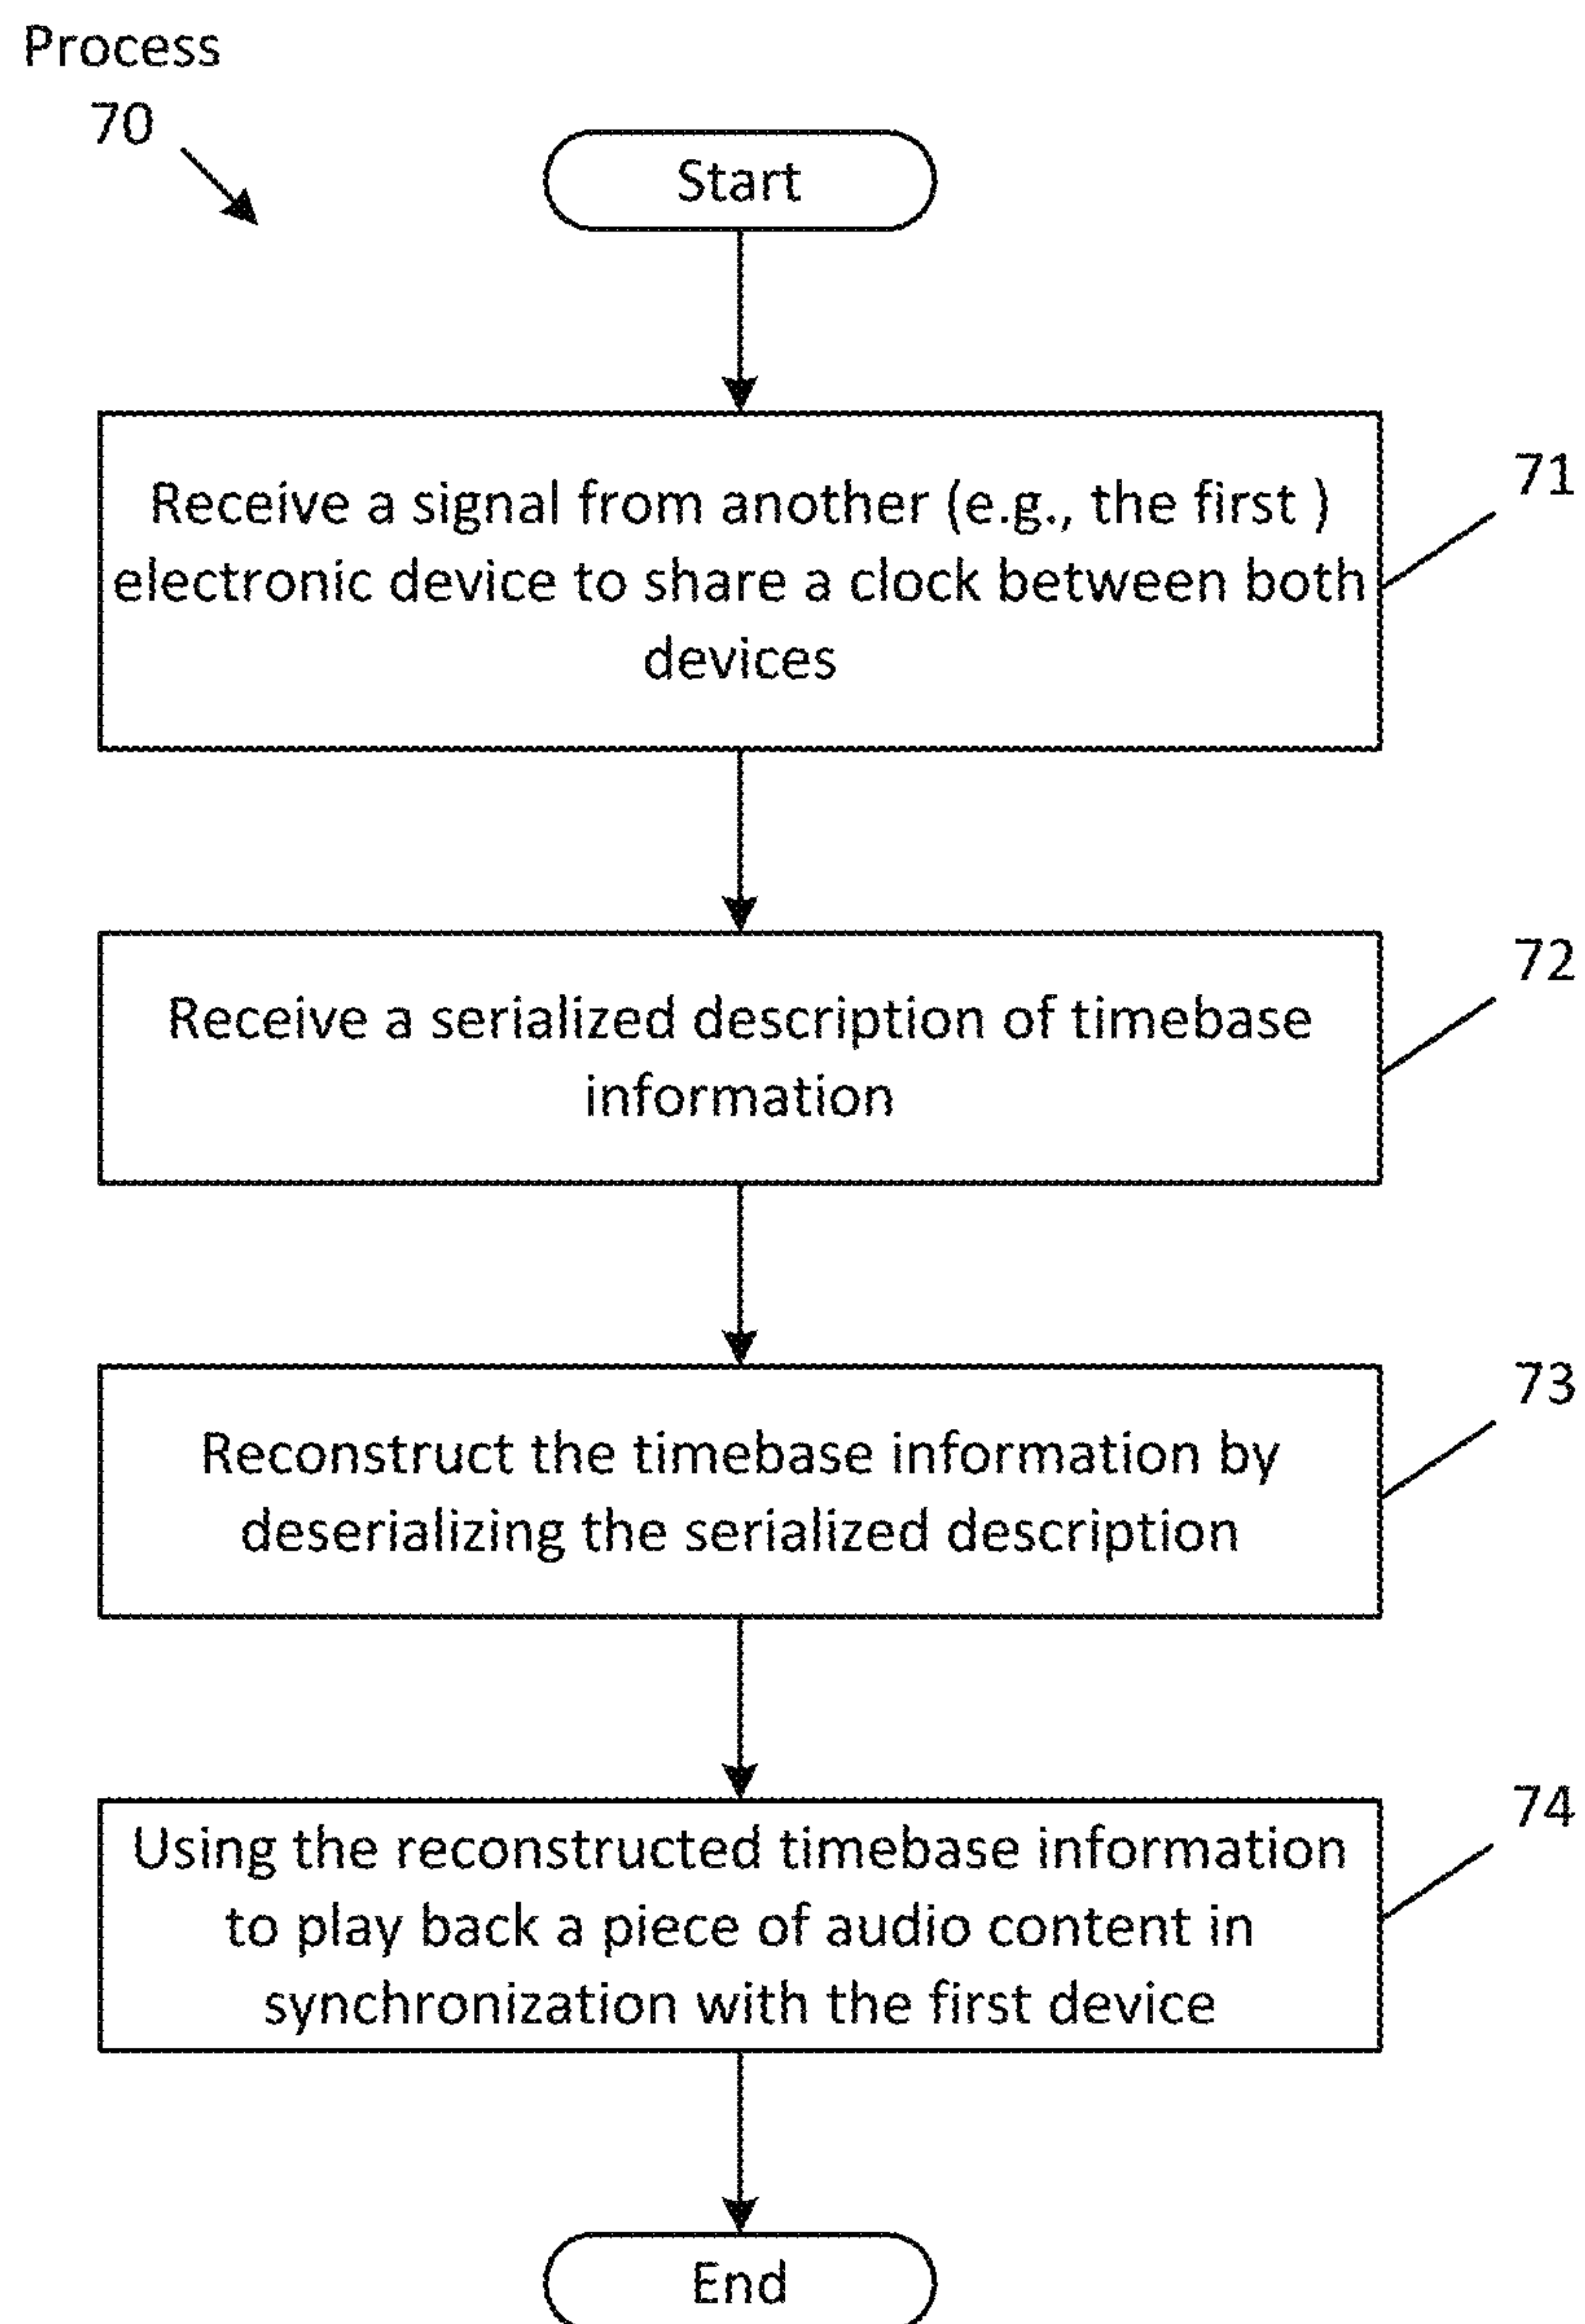 Process
70
Start
Receive a signal from another (e.g., the first )
electronic device to share a clock between both
devices
71
Receive a serialized description of timebase
information
72
Reconstruct the timebase information by
deserializing the serialized description
73
Using the reconstructed timebase information
to play back a piece of audio content in
synchronization with the first device
74
End